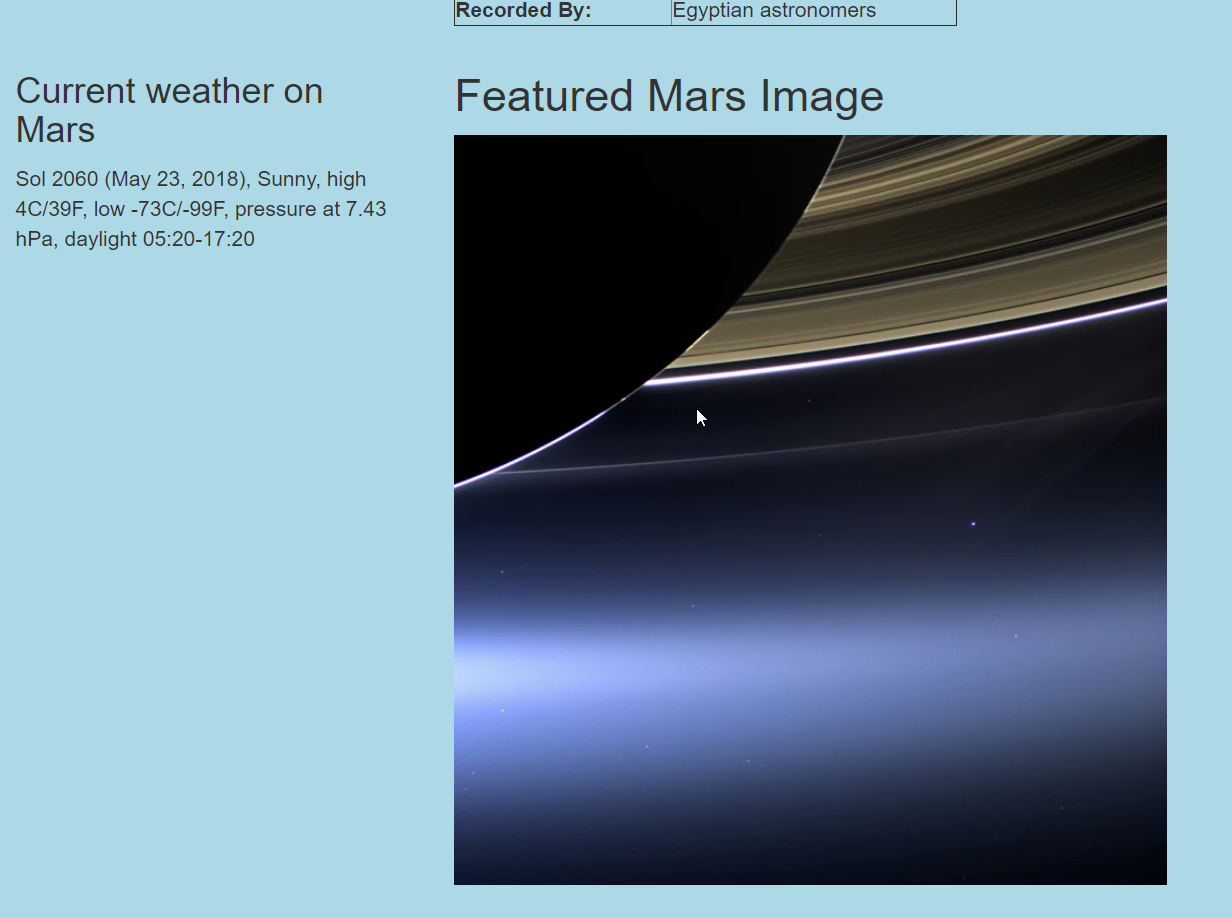 Recorded By: Egyptian astronomers
Current weather on
Mars
Sol 2060 (May 23, 2018), Sunny, high
4C/39F, low -73C/-99F, pressure at 7.43
hPa, daylight 05:20-17:20
Featured Mars Image